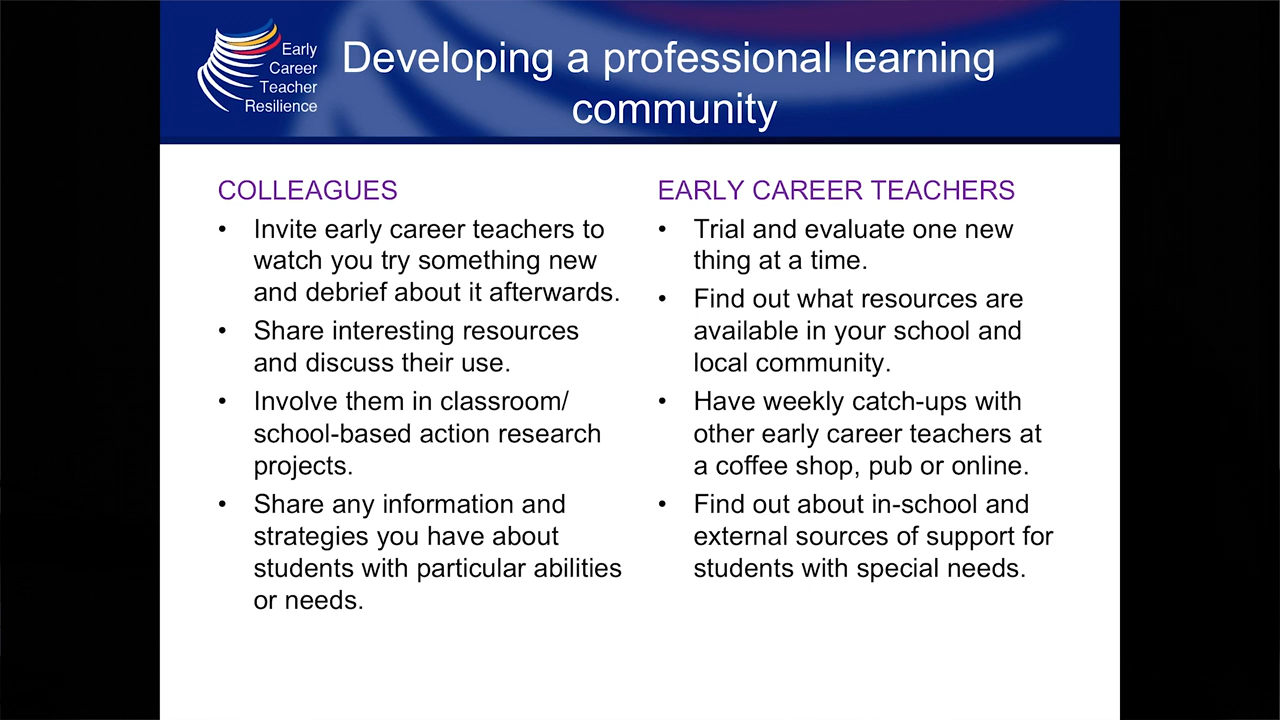 Early
Career
Teacher
Resilience
Developing a professional learning
community
COLLEAGUES
• Invite early career teachers to
watch you try something new
and debrief about it afterwards.
• Share interesting resources
and discuss their use.
• Involve them in classroom/
school-based action research
projects.
• Share any information and
strategies you have about
students with particular abilities
or needs.
EARLY CAREER TEACHERS
• Trial and evaluate one new
thing at a time.
• Find out what resources are
available in your school and
local community.
• Have weekly catch-ups with
other early career teachers at
a coffee shop, pub or online.
• Find out about in-school and
external sources of support for
students with special needs.